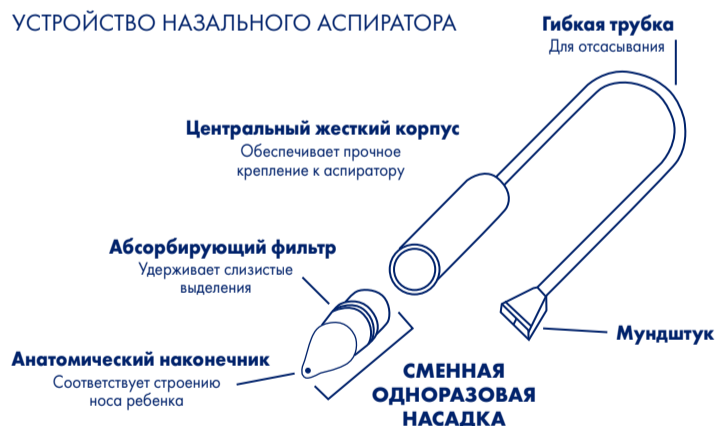 УСТРОЙСТВО НАЗАЛЬНОГО АСПИРАТОРА
Гибкая трубка
Для отсасывания
Центральный жесткий корпус
Обеспечивает прочное
крепление к аспиратору
Абсорбирующий фильтр
Удерживает слизистые
выделения
Мундштук
Анатомический наконечник
Соответствует строению
носа ребенка
СМЕННАЯ
ОДНОРАЗОВАЯ
НАСАДКА